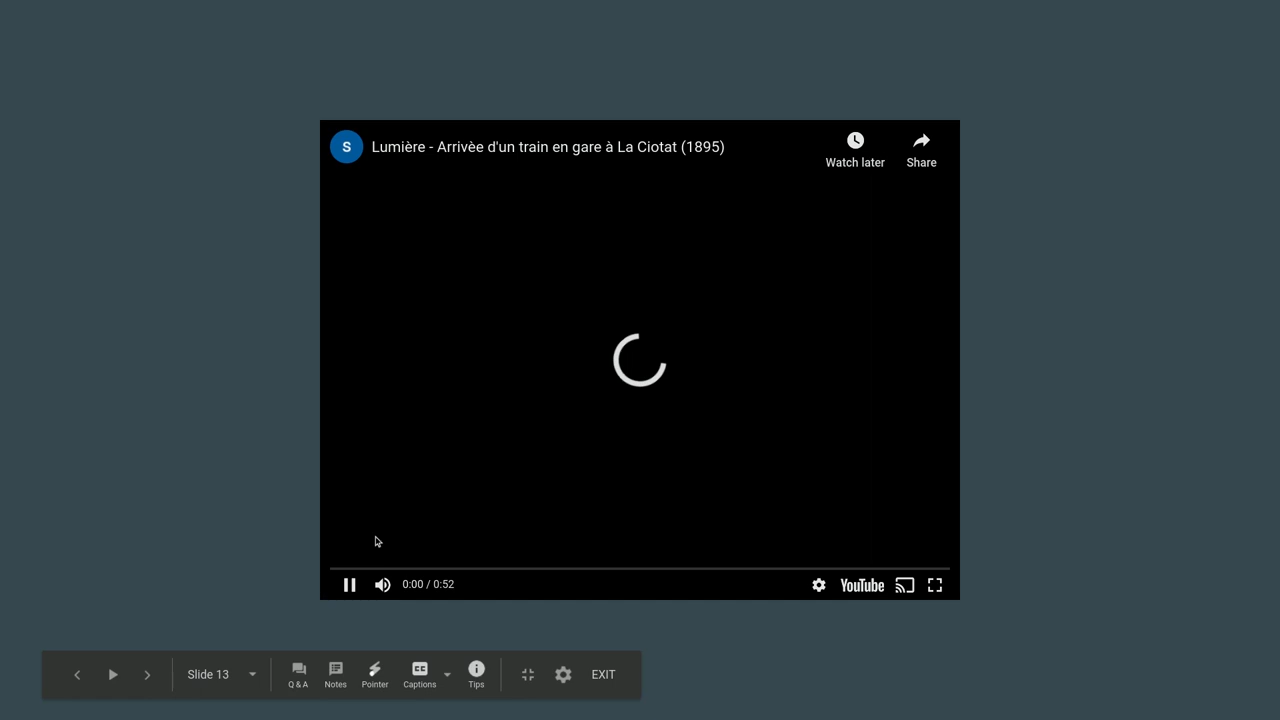 S
Lumière - Arrivèe d'un train en gare à La Ciotat (1895)
Watch later
Share
0:00 / 0:52
YouTube
Slide 13
Q & A
Notes
Pointer
CC
Captions
Tips
EXIT